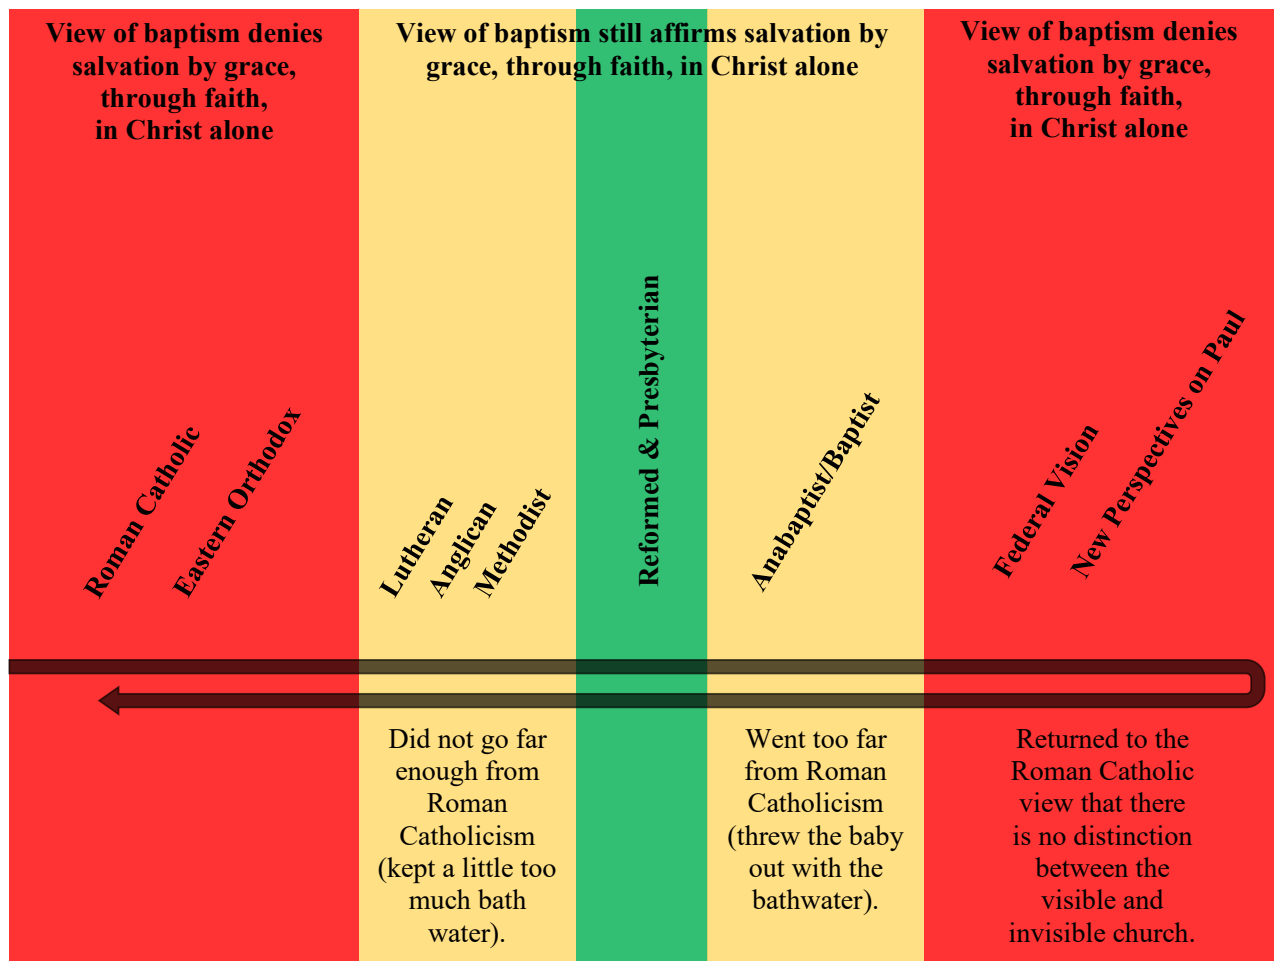 View of baptism denies
salvation by grace,
through faith,
in Christ alone
View of baptism still affirms salvation by
grace, through faith, in Christ alone
View of baptism denies
salvation by grace,
through faith,
in Christ alone
Roman Catholic
Eastern Orthodox
Lutheran
Anglican
Methodist
Reformed & Presbyterian
Anabaptist/Baptist
Federal Vision
New Perspectives on Paul
Did not go far
enough from
Roman
Catholicism
(kept a little too
much bath
water).
Went too far
from Roman
Catholicism
(threw the baby
out with the
bathwater).
Returned to the
Roman Catholic
view that there
is no distinction
between the
visible and
invisible church.